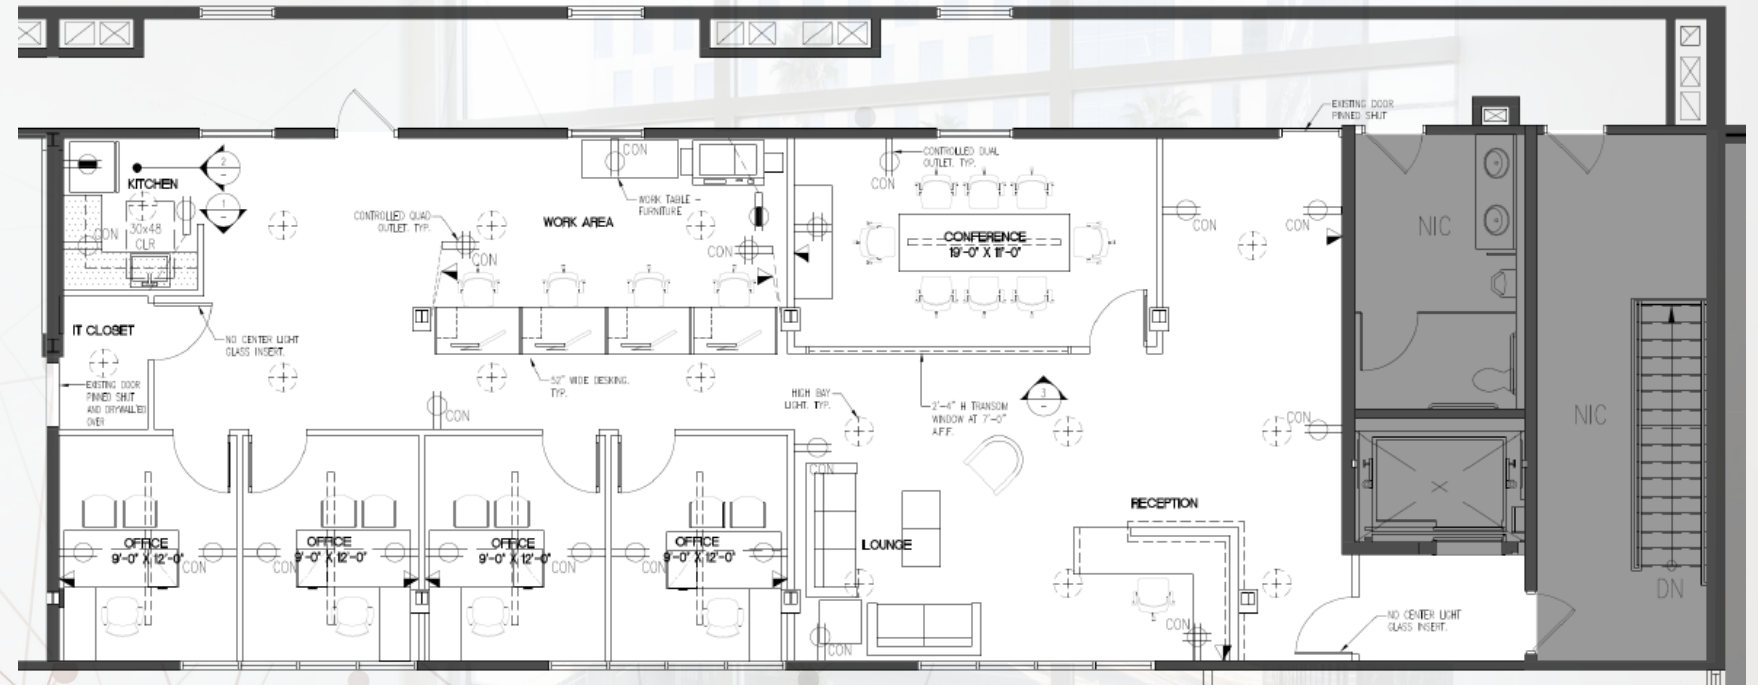 EXISTING DOOR
PINNED SHUT
2
CON
CONTROLLED DUAL
OUTLET. TYP.
KITCHEN
CON
WORK TABLE -
FURNITURE
1
CONTROLLED QUAD
OUTLET. TYP.
WORK AREA
CON
CON
NIC
30x48
CLR
CON
CON
CON
CONFERENCE
19'-0" X 11'-0"
IT CLOSET
NO CENTER LIGHT
GLASS INSERT.
EXISTING DOOR
PINNED SHUT
AND DRYWALLED
OVER
52" WIDE DESKING.
TYP.
HIGH BAY
LIGHT. TYP.
3
2'-4" H TRANSOM
WINDOW AT 7'-0"
A.F.F.
CON
CON
NIC
CON
RECEPTION
OFFICE
9'-0" X 12'-0"
CON
OFFICE
9'-0" X 12'-0"
CON
OFFICE
9'-0" X 12'-0"
CON
OFFICE
9'-0" X 12'-0"
CON
LOUNGE
DN
CON
CON
NO CENTER LIGHT
GLASS INSERT.